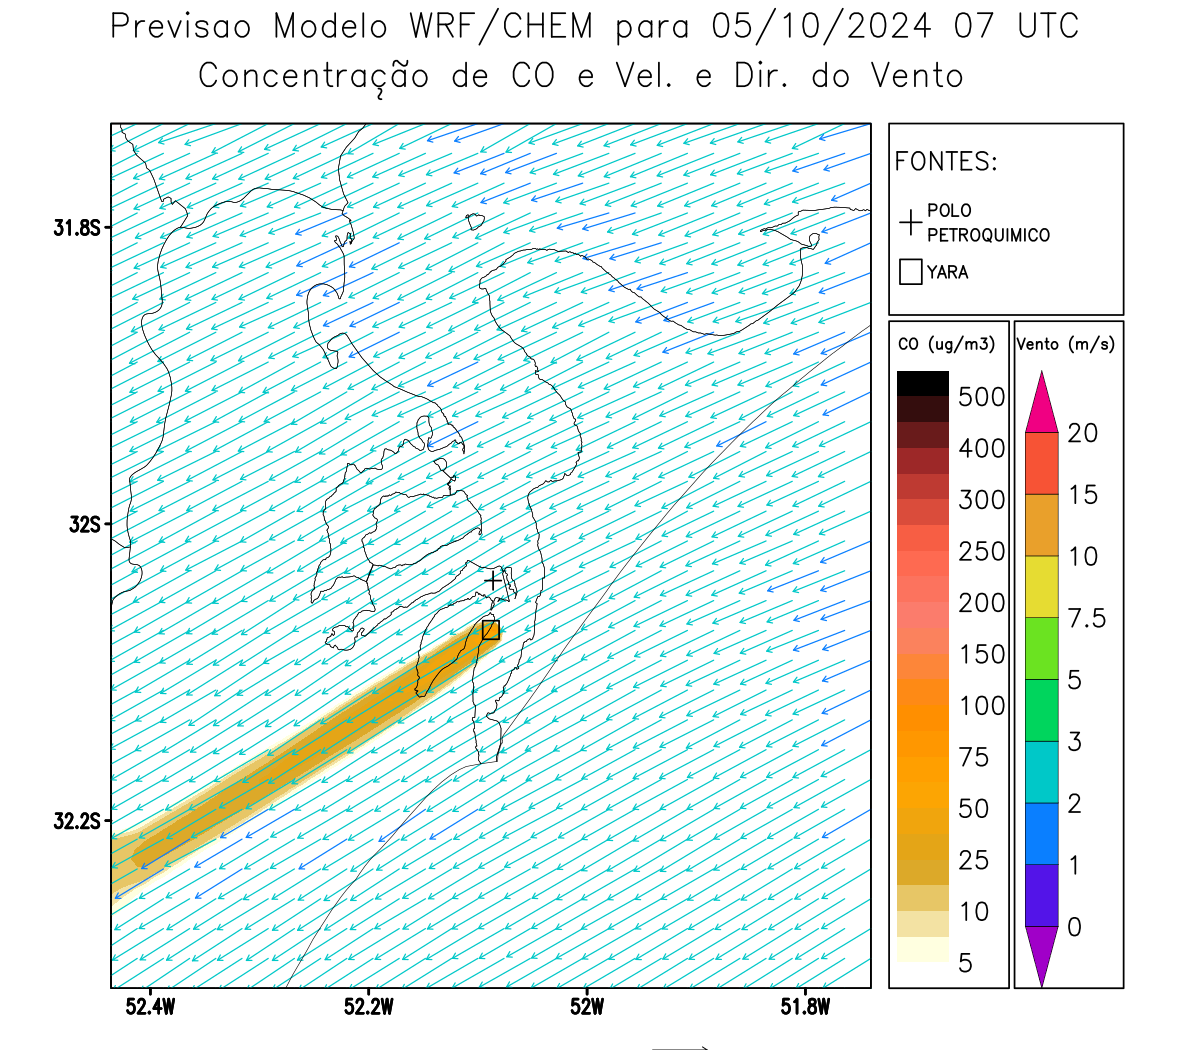 Previsao Modelo WRF/CHEM para 05/10/2024 07 UTC
Concentração de CO e Vel. e Dir. do Vento
FONTES:
POLO
PETROQUIMICO
YARA
CO (ug/m3)
500
400
300
250
200
150
100
75
50
25
10
5
Vento (m/s)
20
15
10
7.5
5
3
2
1
0
31.8S
32S
32.2S
52.4W
52.2W
52W
51.8W